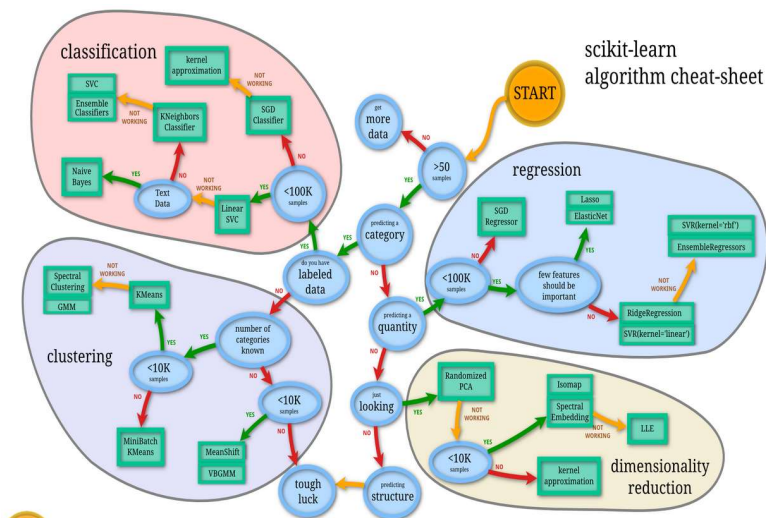 scikit-learn
algorithm cheat-sheet
START
classification
kernel
approximation
NOT
WORKING
SVC
Ensemble
Classifiers
NOT
WORKING
KNeighbors
Classifier
SGD
Classifier
NO
NO
Naive
Bayes
YES
Text
Data
NOT
WORKING
Linear
SVC
YES
<100K
samples
get
more
data
NO
>50
samples
YES
predicting a
category
YES
NO
do you have
labeled
data
YES
NO
predicting a
quantity
YES
NO
regression
SGD
Regressor
NO
<100K
samples
YES
Lasso
ElasticNet
YES
few features
should be
important
NO
SVR(kernel='rbf')
EnsembleRegressors
NOT
WORKING
RidgeRegression
SVR(kernel='linear')
clustering
Spectral
Clustering
GMM
NOT
WORKING
KMeans
YES
<10K
samples
NO
MiniBatch
KMeans
YES
number of
categories
known
NO
<10K
samples
YES
NO
MeanShift
VBGMM
just
looking
YES
NO
tough
luck
predicting
structure
Randomized
PCA
NOT
WORKING
<10K
samples
YES
NO
Isomap
Spectral
Embedding
NOT
WORKING
LLE
kernel
approximation
dimensionality
reduction